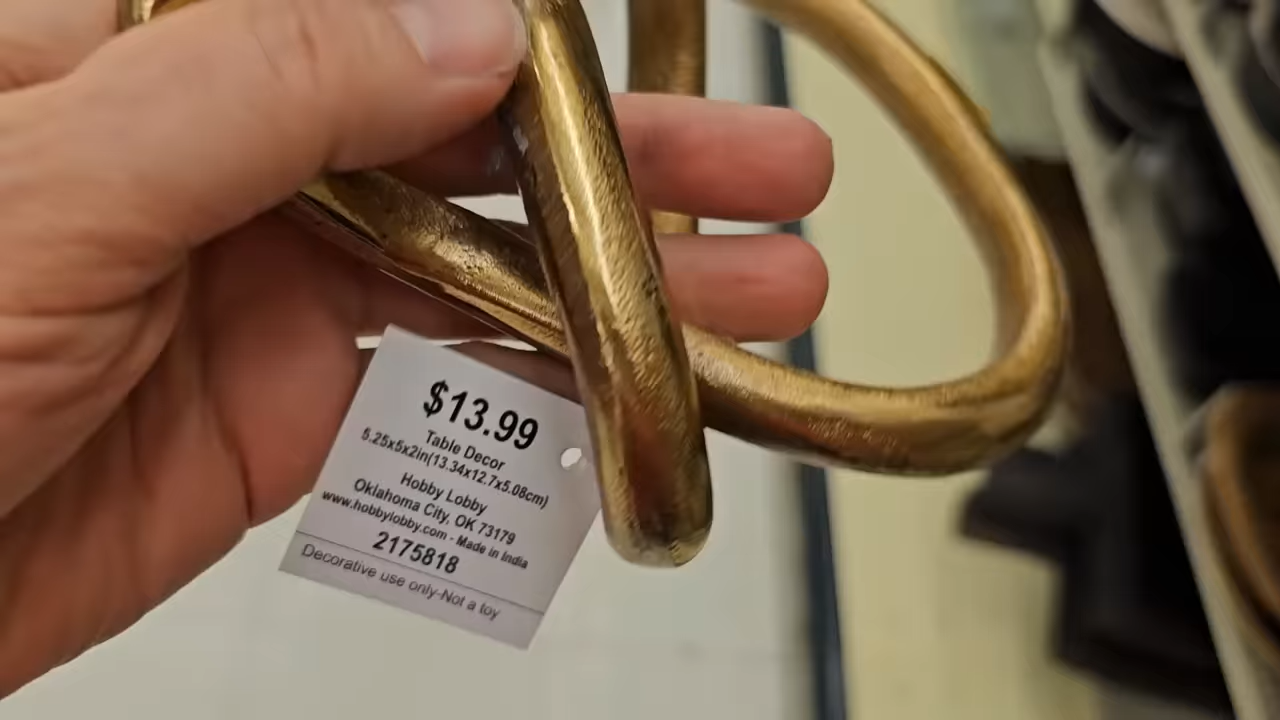 $13.99
Table Decor
5.25x5x2in(13.34x12.7x5.08cm)
Hobby Lobby
Oklahoma City, OK 73179
www.hobbylobby.com - Made in India
2175818
Decorative use only-Not a toy